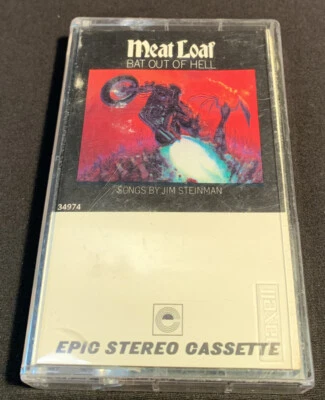 Meat Loaf
BAT OUT OF HELL
SONGS BY JIM STEINMAN
34974
e
EPIC STEREO CASSETTE